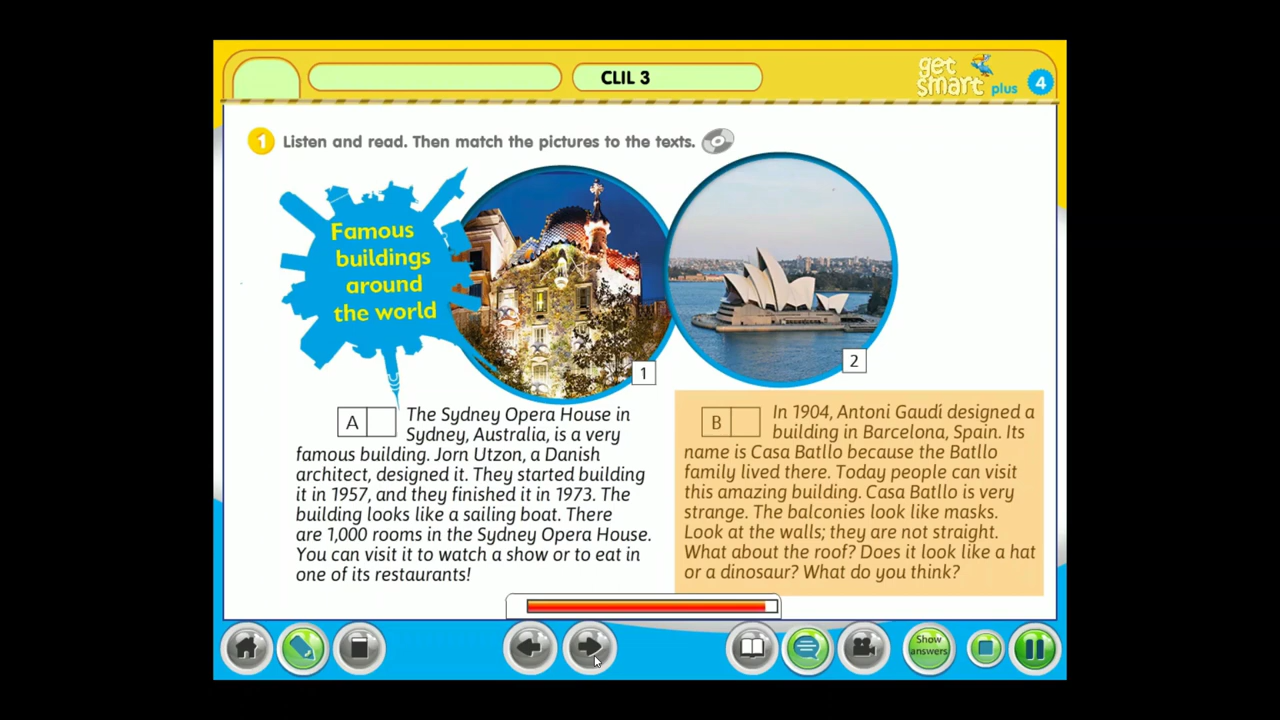 CLIL 3
get
smart plus 4
1 Listen and read. Then match the pictures to the texts.
Famous
buildings
around
the world
1
2
A The Sydney Opera House in
Sydney, Australia, is a very
famous building. Jorn Utzon, a Danish
architect, designed it. They started building
it in 1957, and they finished it in 1973. The
building looks like a sailing boat. There
are 1,000 rooms in the Sydney Opera House.
You can visit it to watch a show or to eat in
one of its restaurants!
B In 1904, Antoni Gaudí designed a
building in Barcelona, Spain. Its
name is Casa Batllo because the Batllo
family lived there. Today people can visit
this amazing building. Casa Batllo is very
strange. The balconies look like masks.
Look at the walls; they are not straight.
What about the roof? Does it look like a hat
or a dinosaur? What do you think?
Show
answers